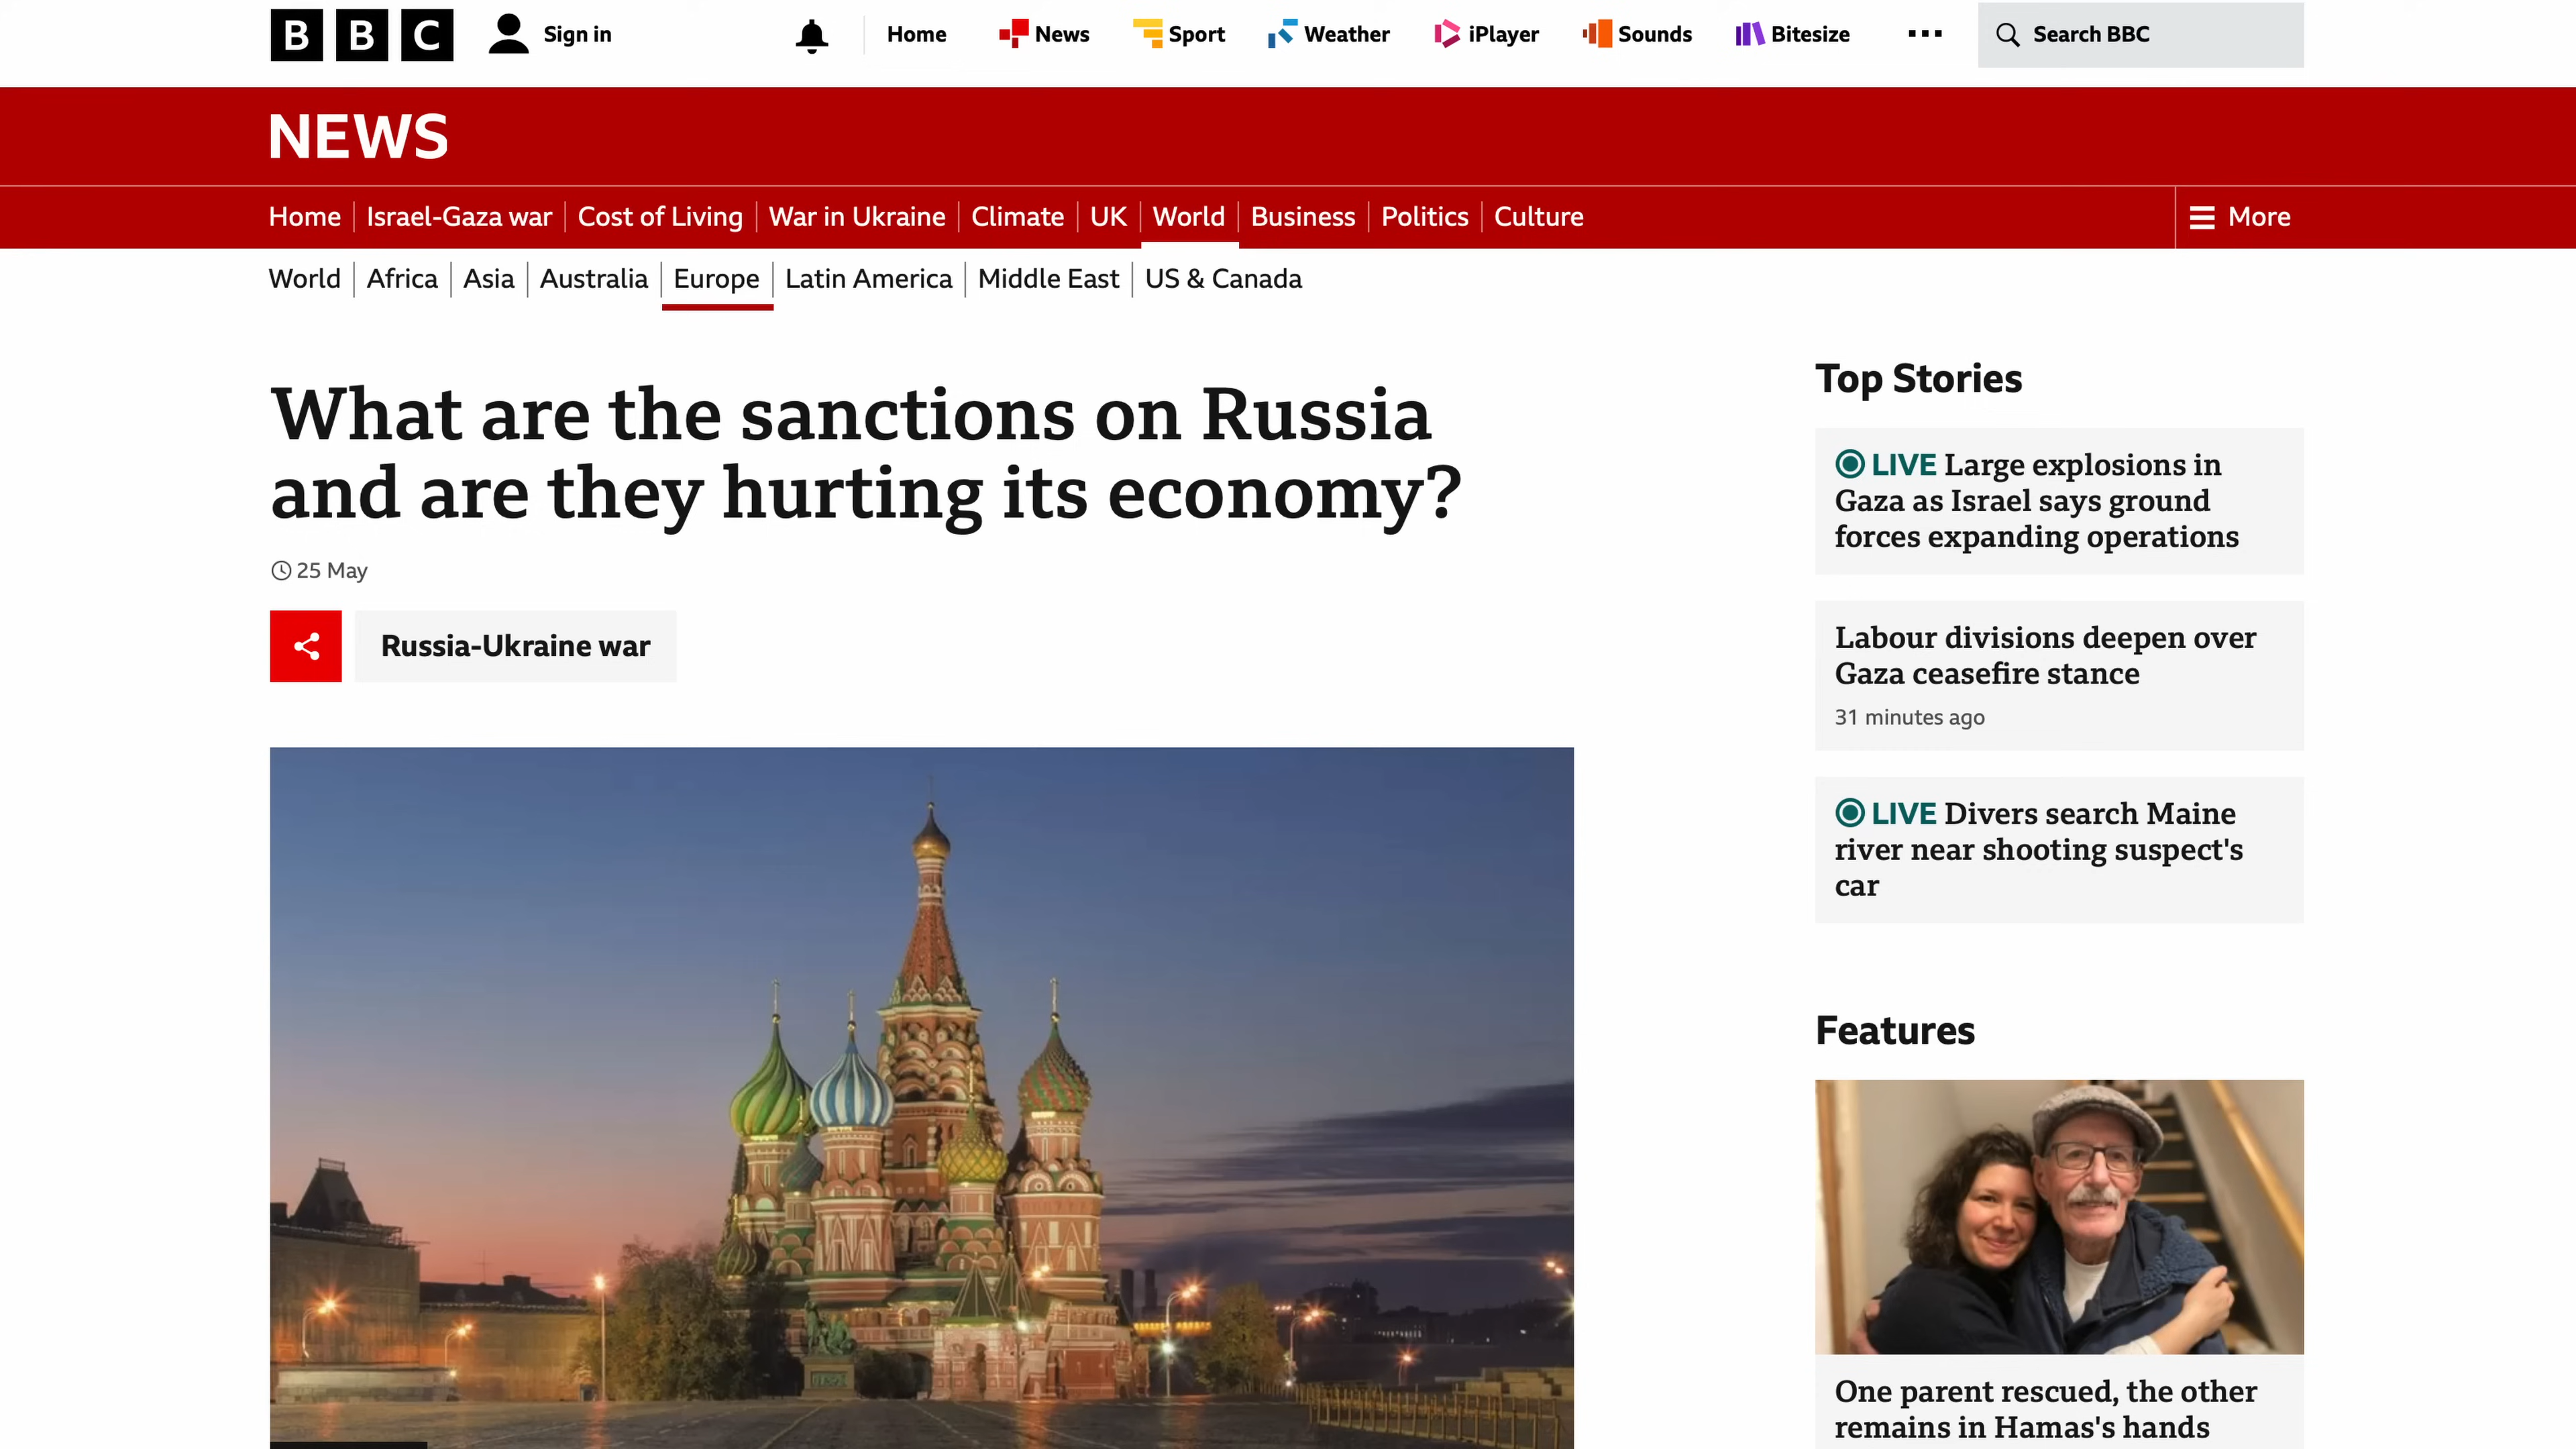 BBC
Sign in
Home
News
Sport
Weather
iPlayer
Sounds
Bitesize
Search BBC
NEWS
Home
Israel-Gaza war
Cost of Living
War in Ukraine
Climate
UK
World
Business
Politics
Culture
More
World
Africa
Asia
Australia
Europe
Latin America
Middle East
US & Canada
What are the sanctions on Russia
and are they hurting its economy?
25 May
Russia-Ukraine war
Top Stories
LIVE Large explosions in
Gaza as Israel says ground
forces expanding operations
Labour divisions deepen over
Gaza ceasefire stance
31 minutes ago
LIVE Divers search Maine
river near shooting suspect's
car
Features
One parent rescued, the other
remains in Hamas's hands